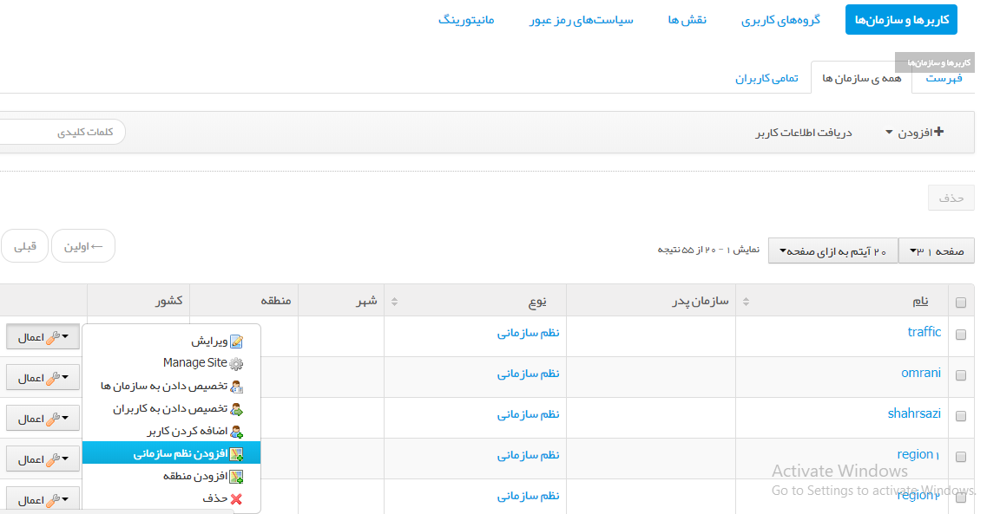 کاربرها و سازمان‌ها گروه‌های کاربری نقش ها سیاست‌های رمز عبور مانیتورینگ
کاربرها و سازمان‌ها
فهرست همه ی سازمان ها تمامی کاربران
افزودن دریافت اطلاعات کاربر کلمات کلیدی
حذف
صفحه ۱ ۳ ۲۰ آیتم به ازای صفحه نمایش ۱ - ۲۰ از ۵۵ نتیجه ←اولین قبلی
نام سازمان پدر نوع شهر منطقه کشور
traffic نظم سازمانی اعمال
omrani نظم سازمانی اعمال
shahrsazi نظم سازمانی اعمال
region۱ نظم سازمانی اعمال
region۲ نظم سازمانی اعمال
ویرایش
Manage Site
تخصیص دادن به سازمان ها
تخصیص دادن به کاربران
اضافه کردن کاربر
افزودن نظم سازمانی
افزودن منطقه
حذف
Activate Windows
Go to Settings to activate Windows.